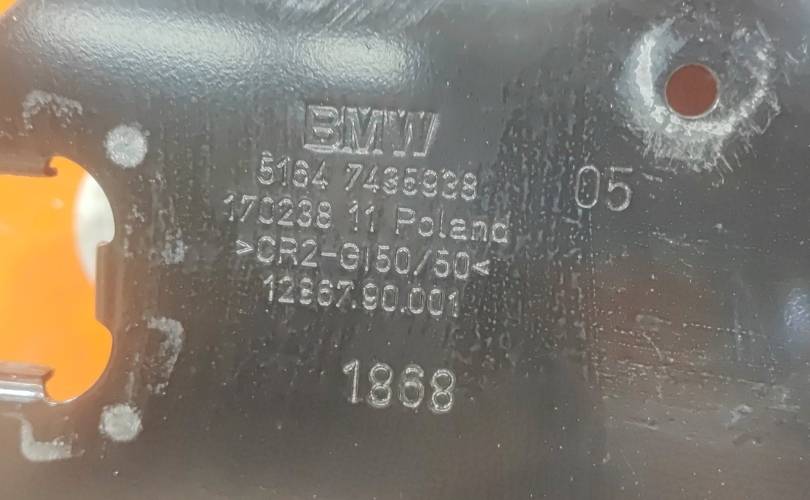 BMW
5164 7435938
05
170238 11 Poland
>CR2-GI50/50<
12867.90.001
1868